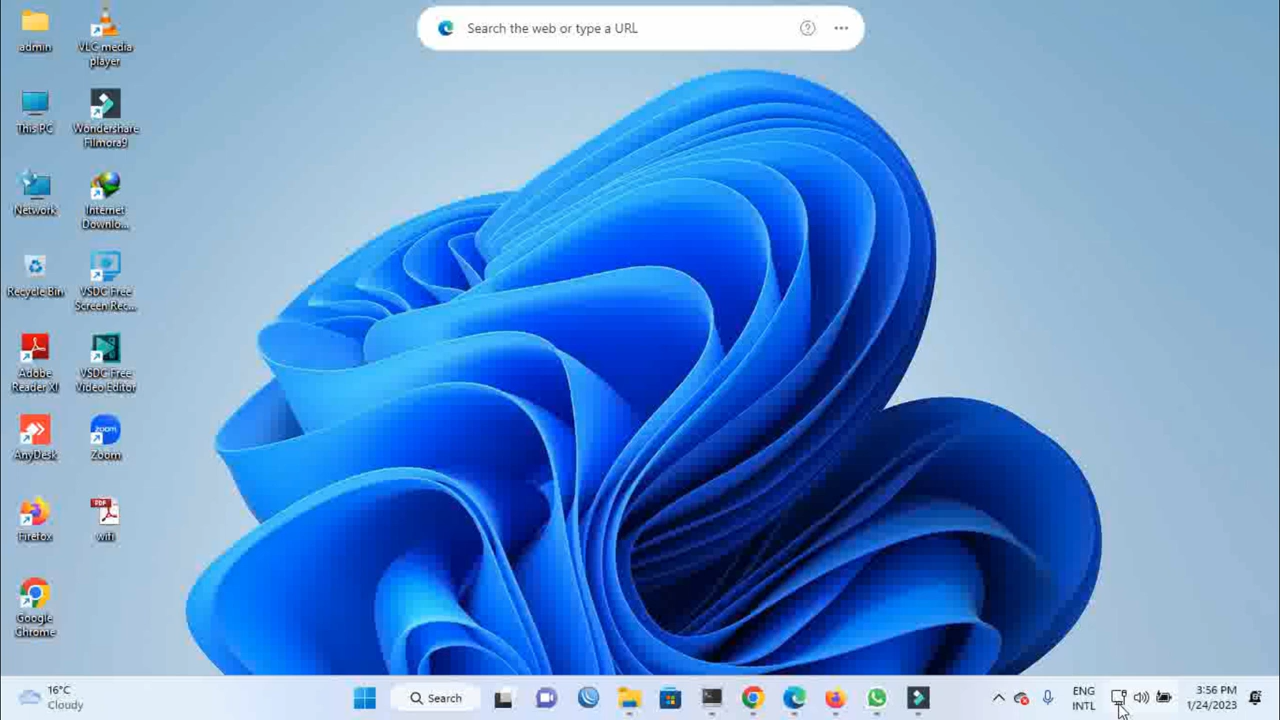 Search the web or type a URL
admin
VLC media
player
This PC
Wondershare
Filmora9
Network
Internet
Downlo...
Recycle Bin
VSDC Free
Screen Rec...
Adobe
Reader XI
VSDC Free
Video Editor
AnyDesk
Zoom
zoom
Firefox
PDF
wifi
Google
Chrome
16°C
Cloudy
Search
ENG
INTL
3:56 PM
1/24/2023